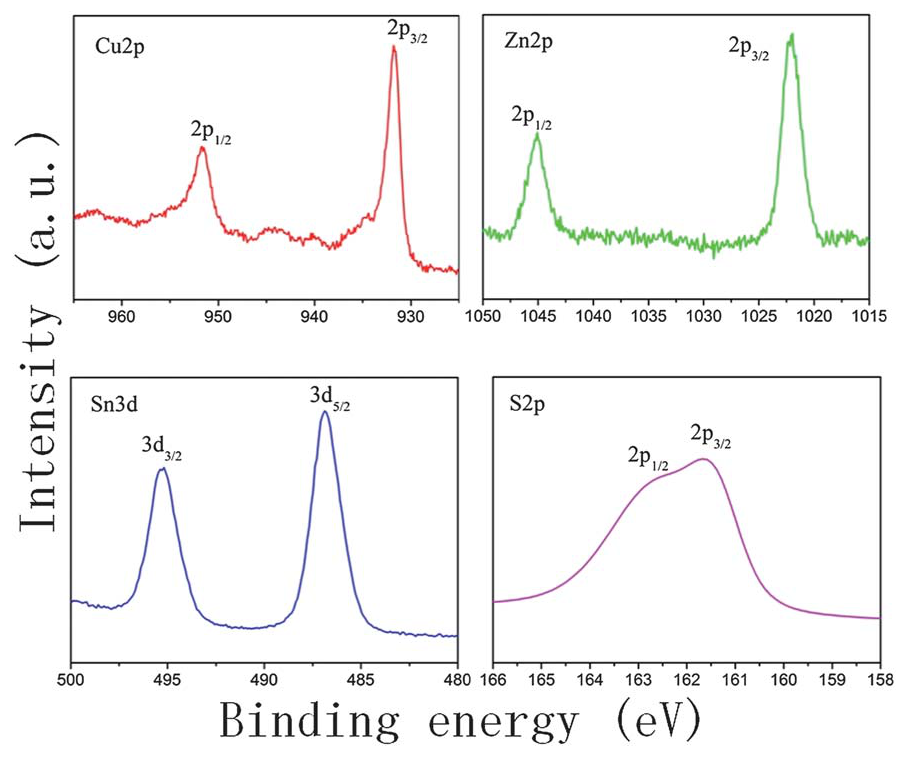 Intensity (a.u.)
Cu2p
2p3/2
2p1/2
960 950 940 930
Zn2p
2p3/2
2p1/2
1050 1045 1040 1035 1030 1025 1020 1015
Sn3d
3d5/2
3d3/2
500 495 490 485 480
S2p
2p3/2
2p1/2
166 165 164 163 162 161 160 159 158
Binding energy (eV)